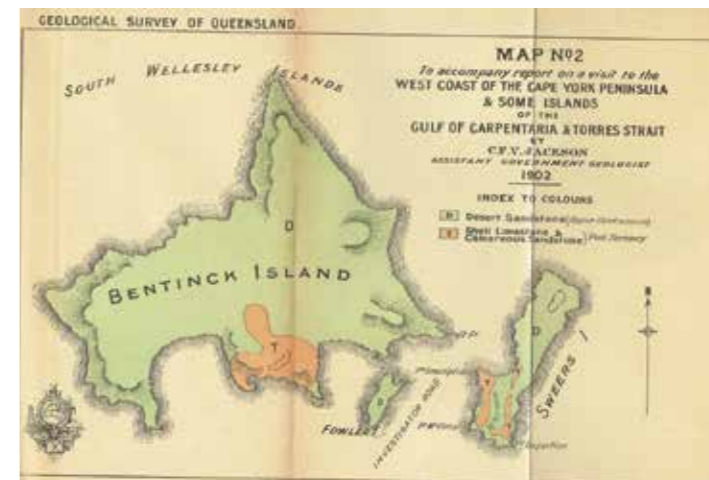 GEOLOGICAL SURVEY OF QUEENSLAND
SOUTH WELLESLEY ISLANDS
MAP No2
To accompany report on a visit to the
WEST COAST OF THE CAPE YORK PENINSULA
& SOME ISLANDS
OF THE
GULF OF CARPENTARIA & TORRES STRAIT
BY
C.F.V. JACKSON
ASSISTANT GOVERNMENT GEOLOGIST
1902
INDEX TO COLOURS
D Desert Sandstone
Shell Limestone &
Calcareous Sandstone Post Tertiary
D
BENTINCK ISLAND
T
D
SWEERS I
FOWLER I
INVESTIGATOR ROAD